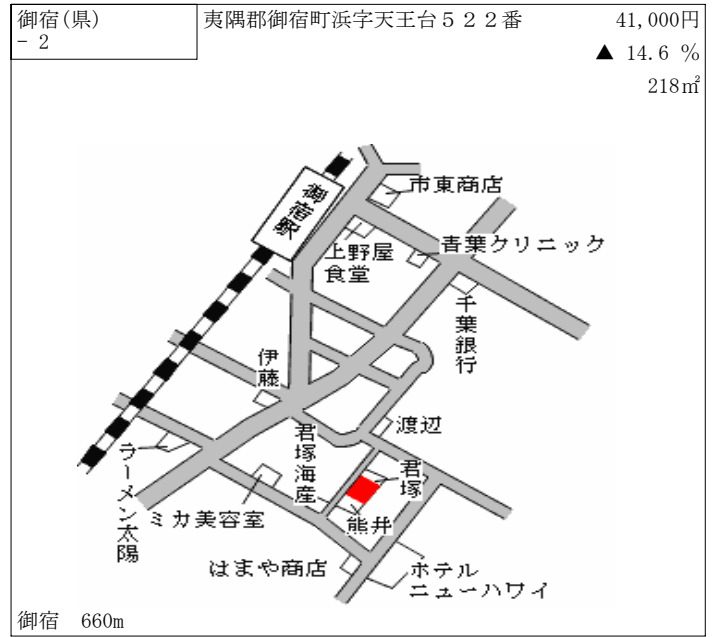 御宿(県)
－ 2
夷隅郡御宿町浜字天王台５２２番
41,000円
▲ 14.6 %
218㎡
御宿駅
市東商店
上野屋
食堂
青葉クリニック
千葉銀行
伊藤
渡辺
君塚海産
君塚
ラーメン太陽
ミカ美容室
熊井
はまや商店
ホテル
ニューハワイ
御宿 660m